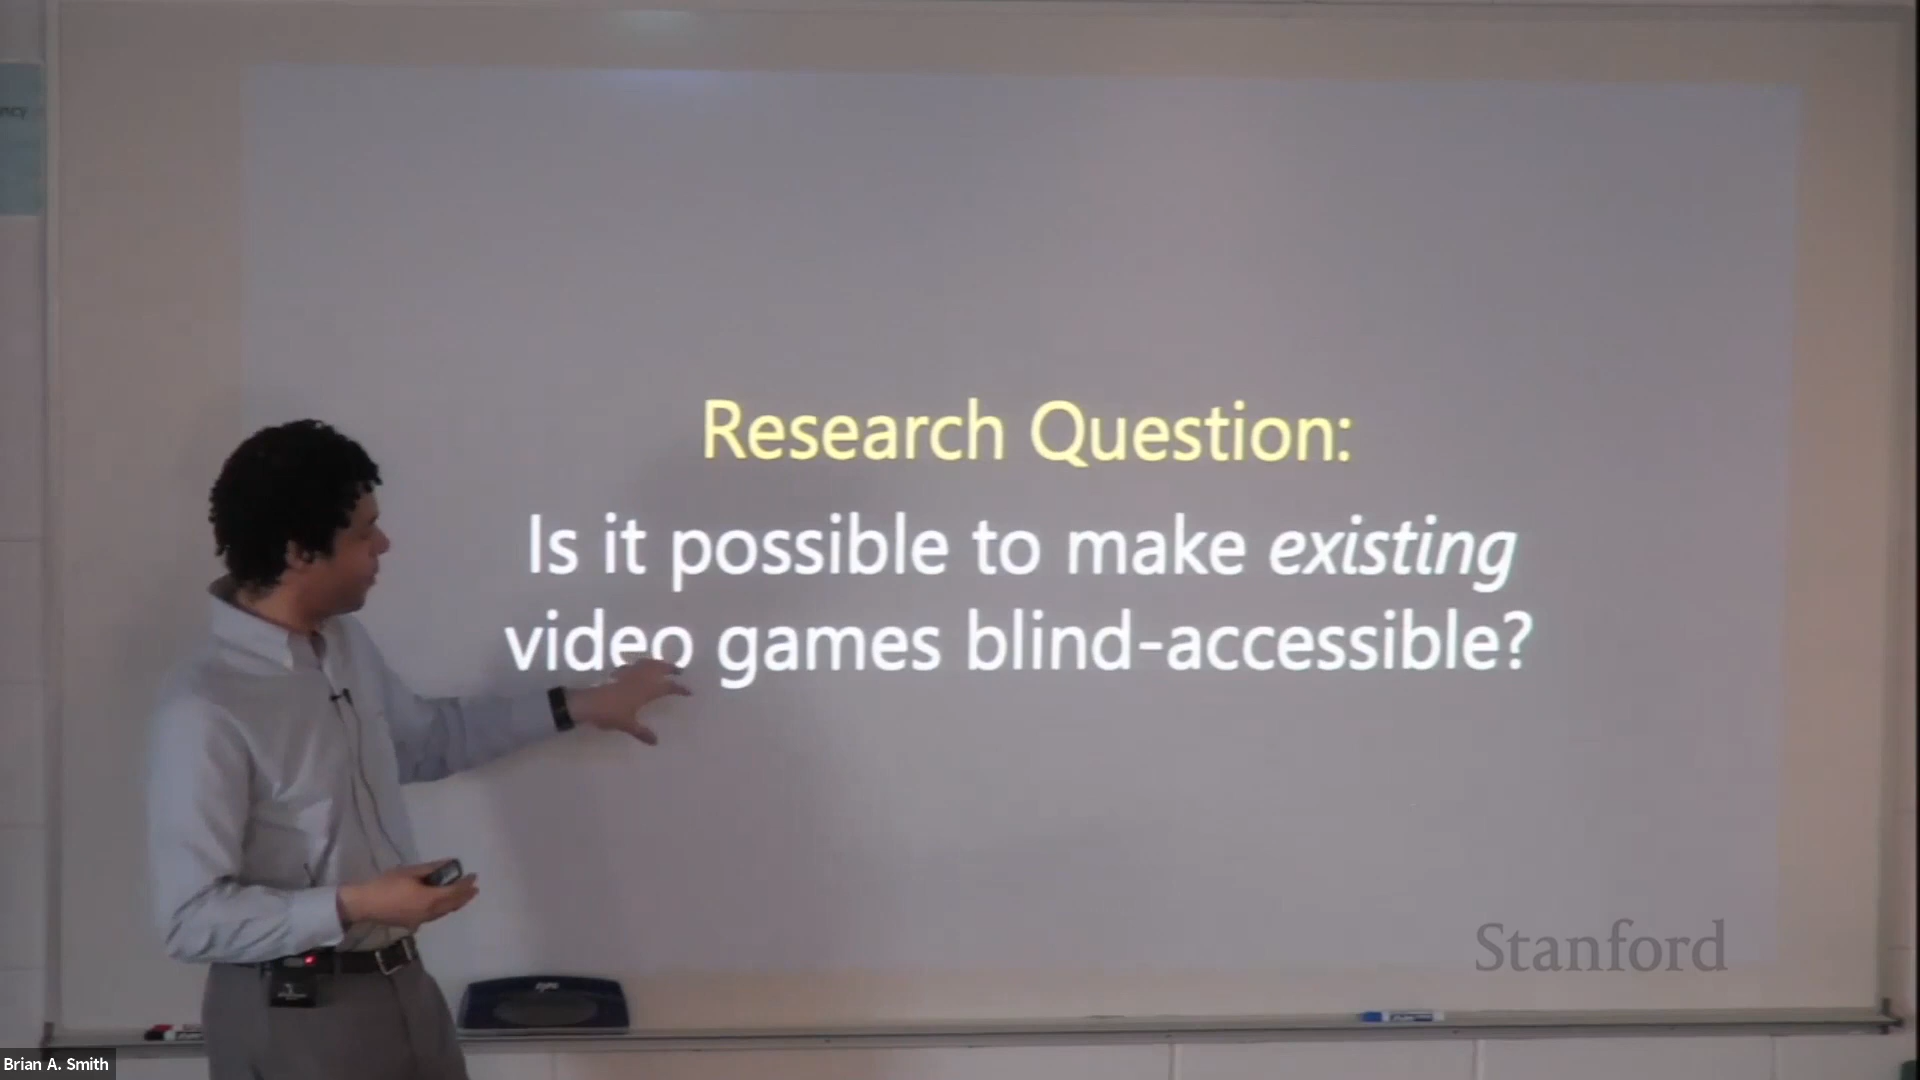 Research Question:
Is it possible to make existing
video games blind-accessible?
Stanford
Brian A. Smith